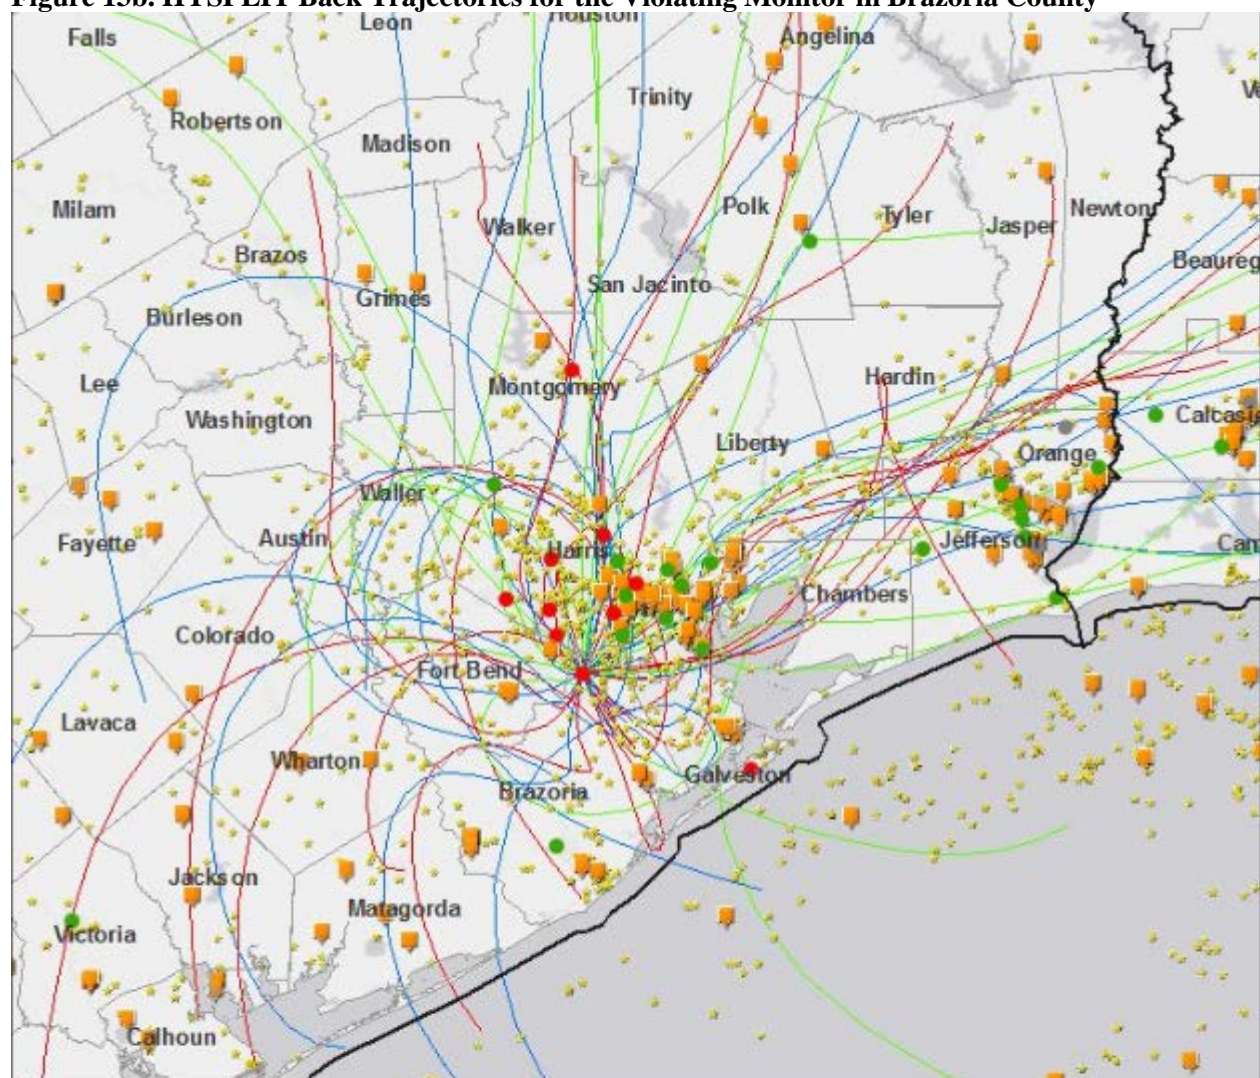 Figure 13b. HYSPLIT Back Trajectories for the Violating Monitor in Brazoria County
Falls
Leon
Houston
Angelina
Robertson
Madison
Trinity
Milam
Walker
Polk
Tyler
Jasper
Newton
Brazos
Grimes
San Jacinto
Beaureg
Burleson
Lee
Washington
Montgomery
Hardin
Liberty
Calcasi
Orange
Waller
Fayette
Austin
Harris
Jefferson
Cam
Chambers
Colorado
Fort Bend
Lavaca
Wharton
Brazoria
Galveston
Jackson
Matagorda
Victoria
Calhoun